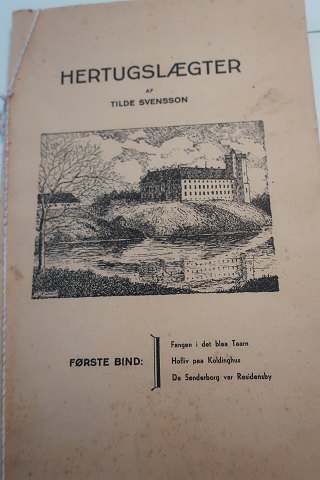 HERTUGSLÆGTER
AF
TILDE SVENSSON
FØRSTE BIND:
Fangen i det blaa Taarn
Hofliv paa Koldinghus
Da Sønderborg var Residensby